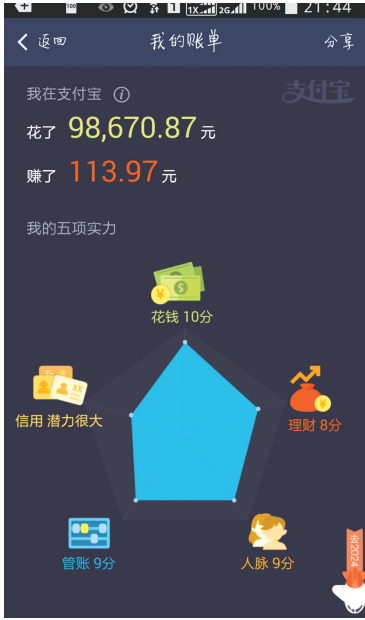 100% 21:44
返回 我的账单 分享
我在支付宝 支付宝
花了 98,670.87 元
赚了 113.97 元
我的五项实力
花钱 10分
信用 潜力很大
理财 8分
管账 9分
人脉 9分
去2024